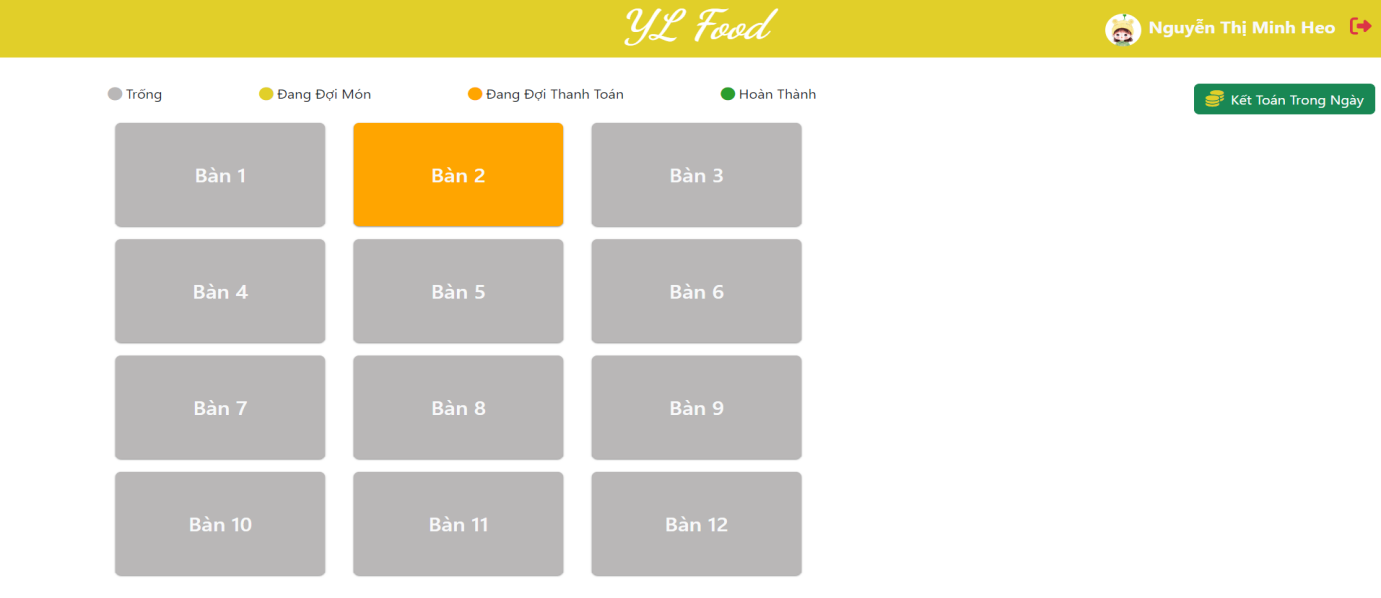 YL Food
Nguyễn Thị Minh Heo
Trống
Đang Đợi Món
Đang Đợi Thanh Toán
Hoàn Thành
Kết Toán Trong Ngày
Bàn 1
Bàn 2
Bàn 3
Bàn 4
Bàn 5
Bàn 6
Bàn 7
Bàn 8
Bàn 9
Bàn 10
Bàn 11
Bàn 12